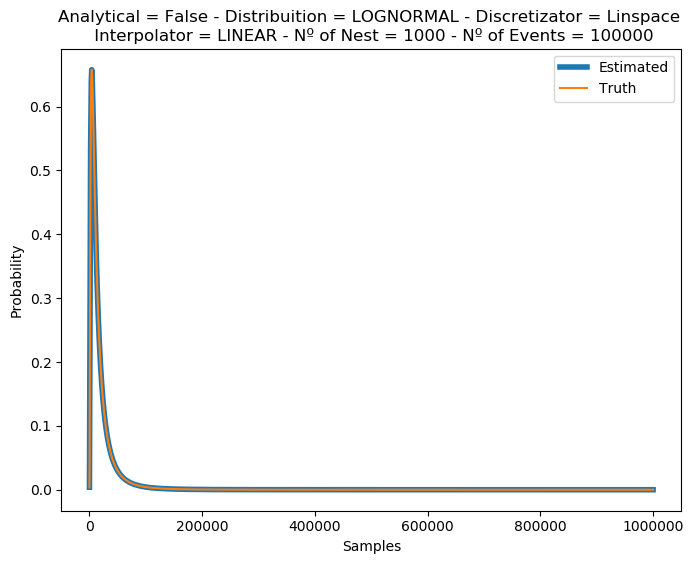 Analytical = False - Distribuition = LOGNORMAL - Discretizator = Linspace
Interpolator = LINEAR - Nº of Nest = 1000 - Nº of Events = 100000
Estimated
Truth
0.6
0.5
0.4
0.3
0.2
0.1
0.0
Probability
0
200000
400000
600000
800000
1000000
Samples